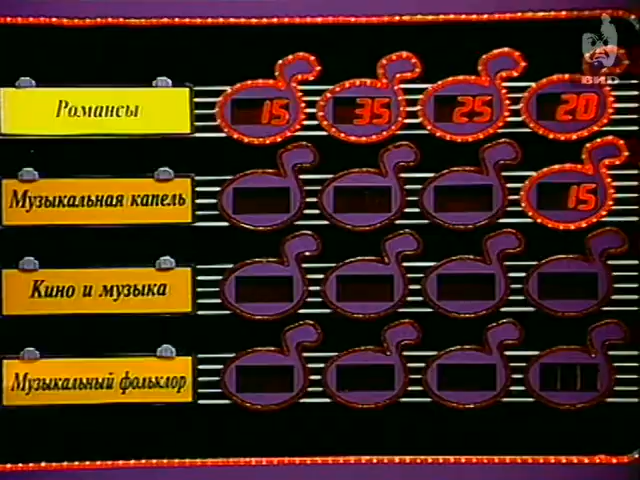 ВИD
Романсы 15 35 25 20
Музыкальная капель 15
Кино и музыка
Музыкальный фольклор